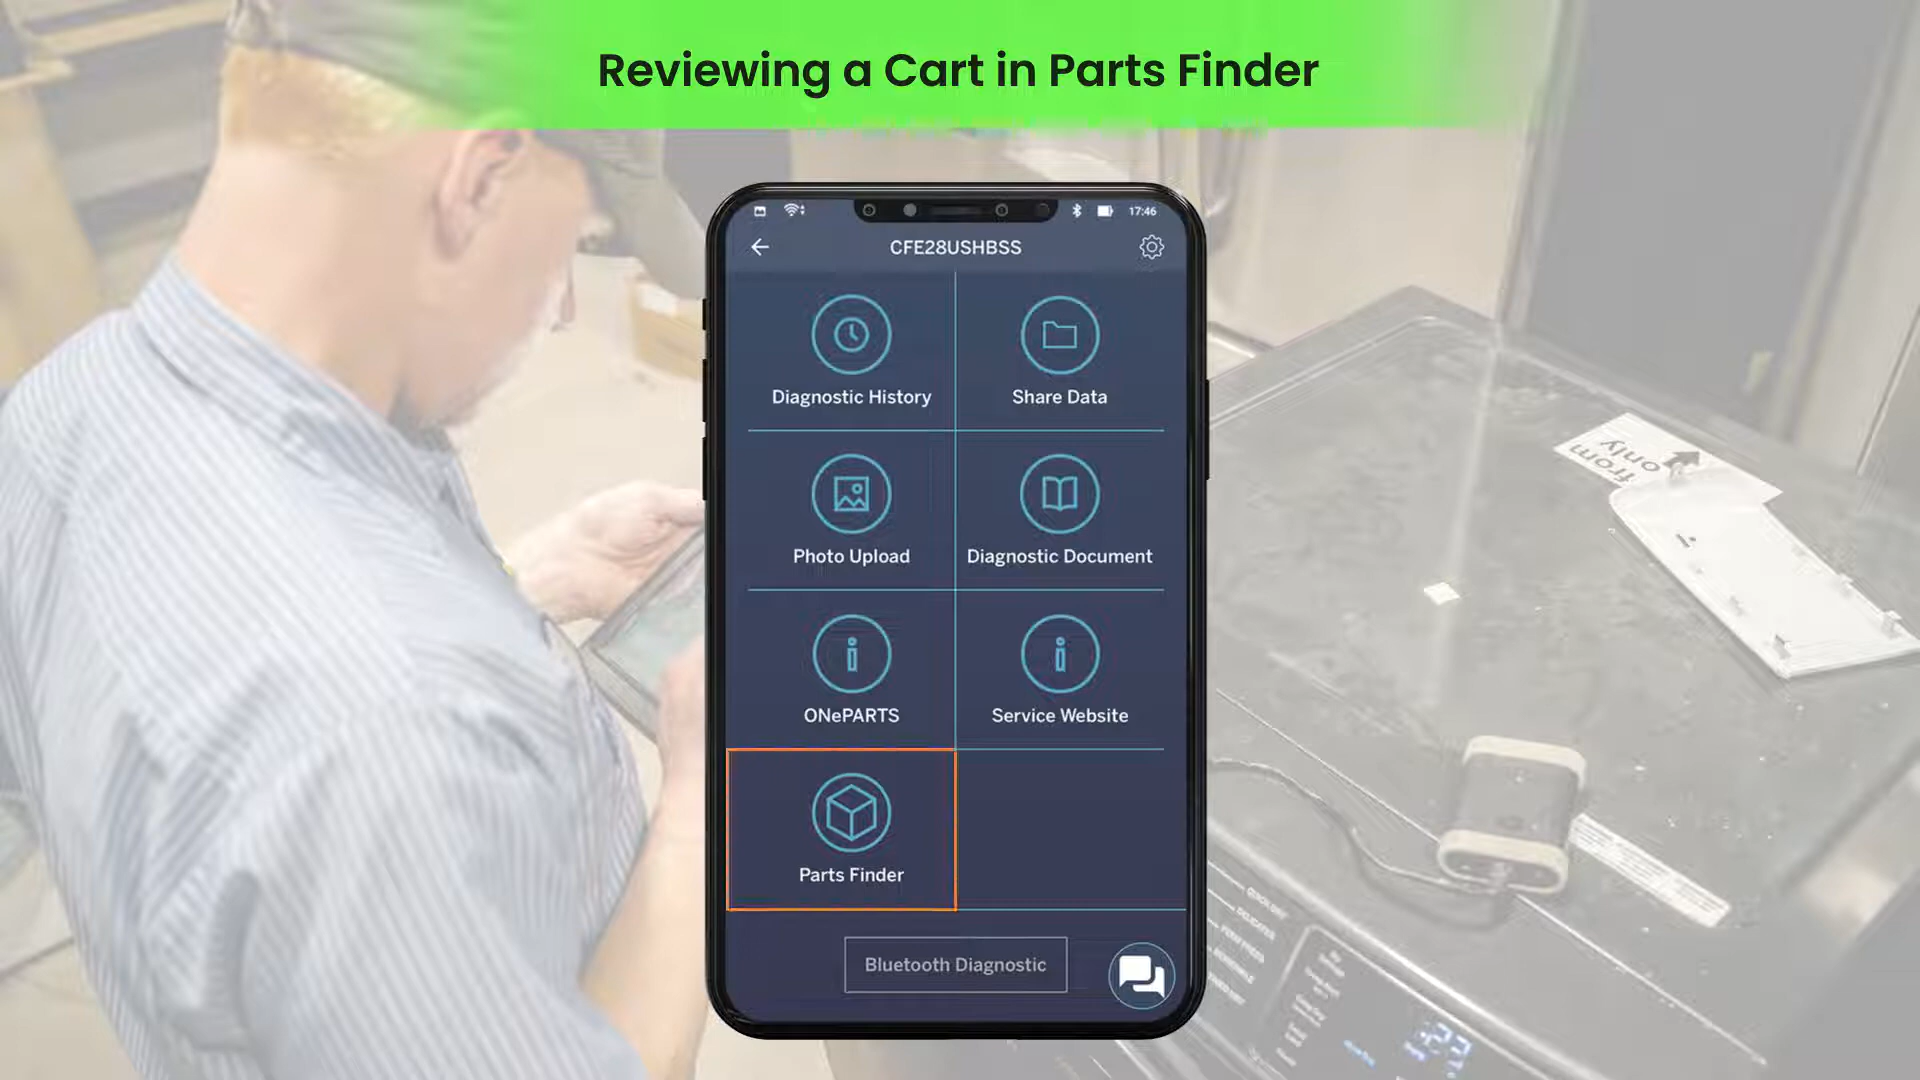 Reviewing a Cart in Parts Finder
17:46
CFE28USHBSS
Diagnostic History
Share Data
Photo Upload
Diagnostic Document
ONePARTS
Service Website
Parts Finder
Bluetooth Diagnostic
from
only
DELICATES